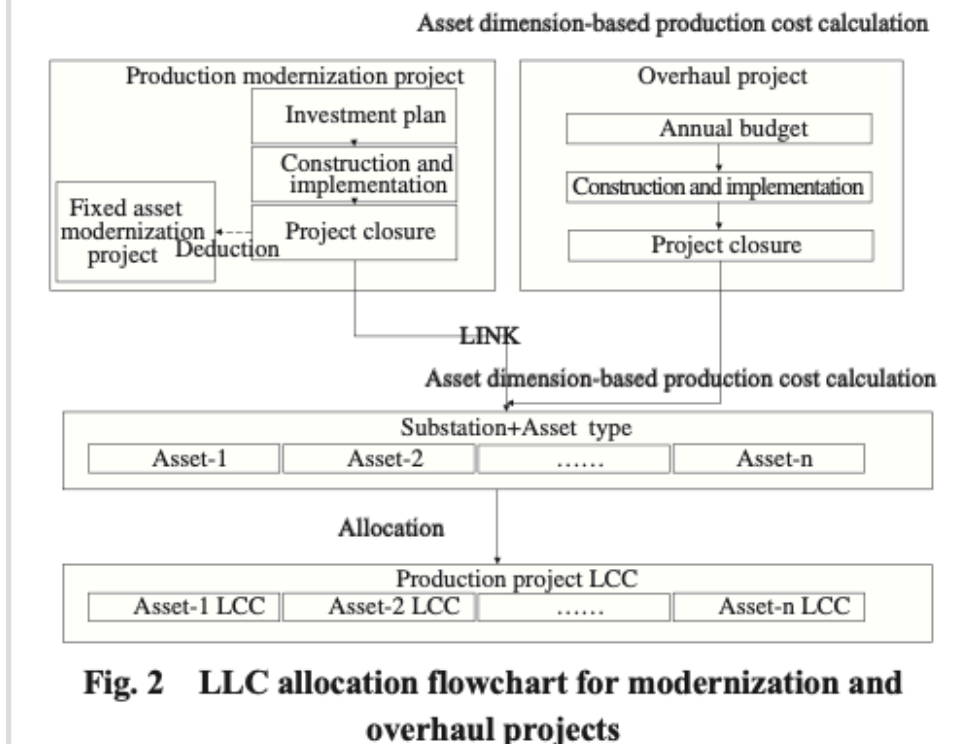 Asset dimension-based production cost calculation
Production modernization project
Investment plan
Construction and
implementation
Project closure
Fixed asset
modernization
project
Deduction
Overhaul project
Annual budget
Construction and implementation
Project closure
LINK
Asset dimension-based production cost calculation
Substation+Asset type
Asset-1
Asset-2
......
Asset-n
Allocation
Production project LCC
Asset-1 LCC
Asset-2 LCC
......
Asset-n LCC
Fig. 2 LLC allocation flowchart for modernization and
overhaul projects